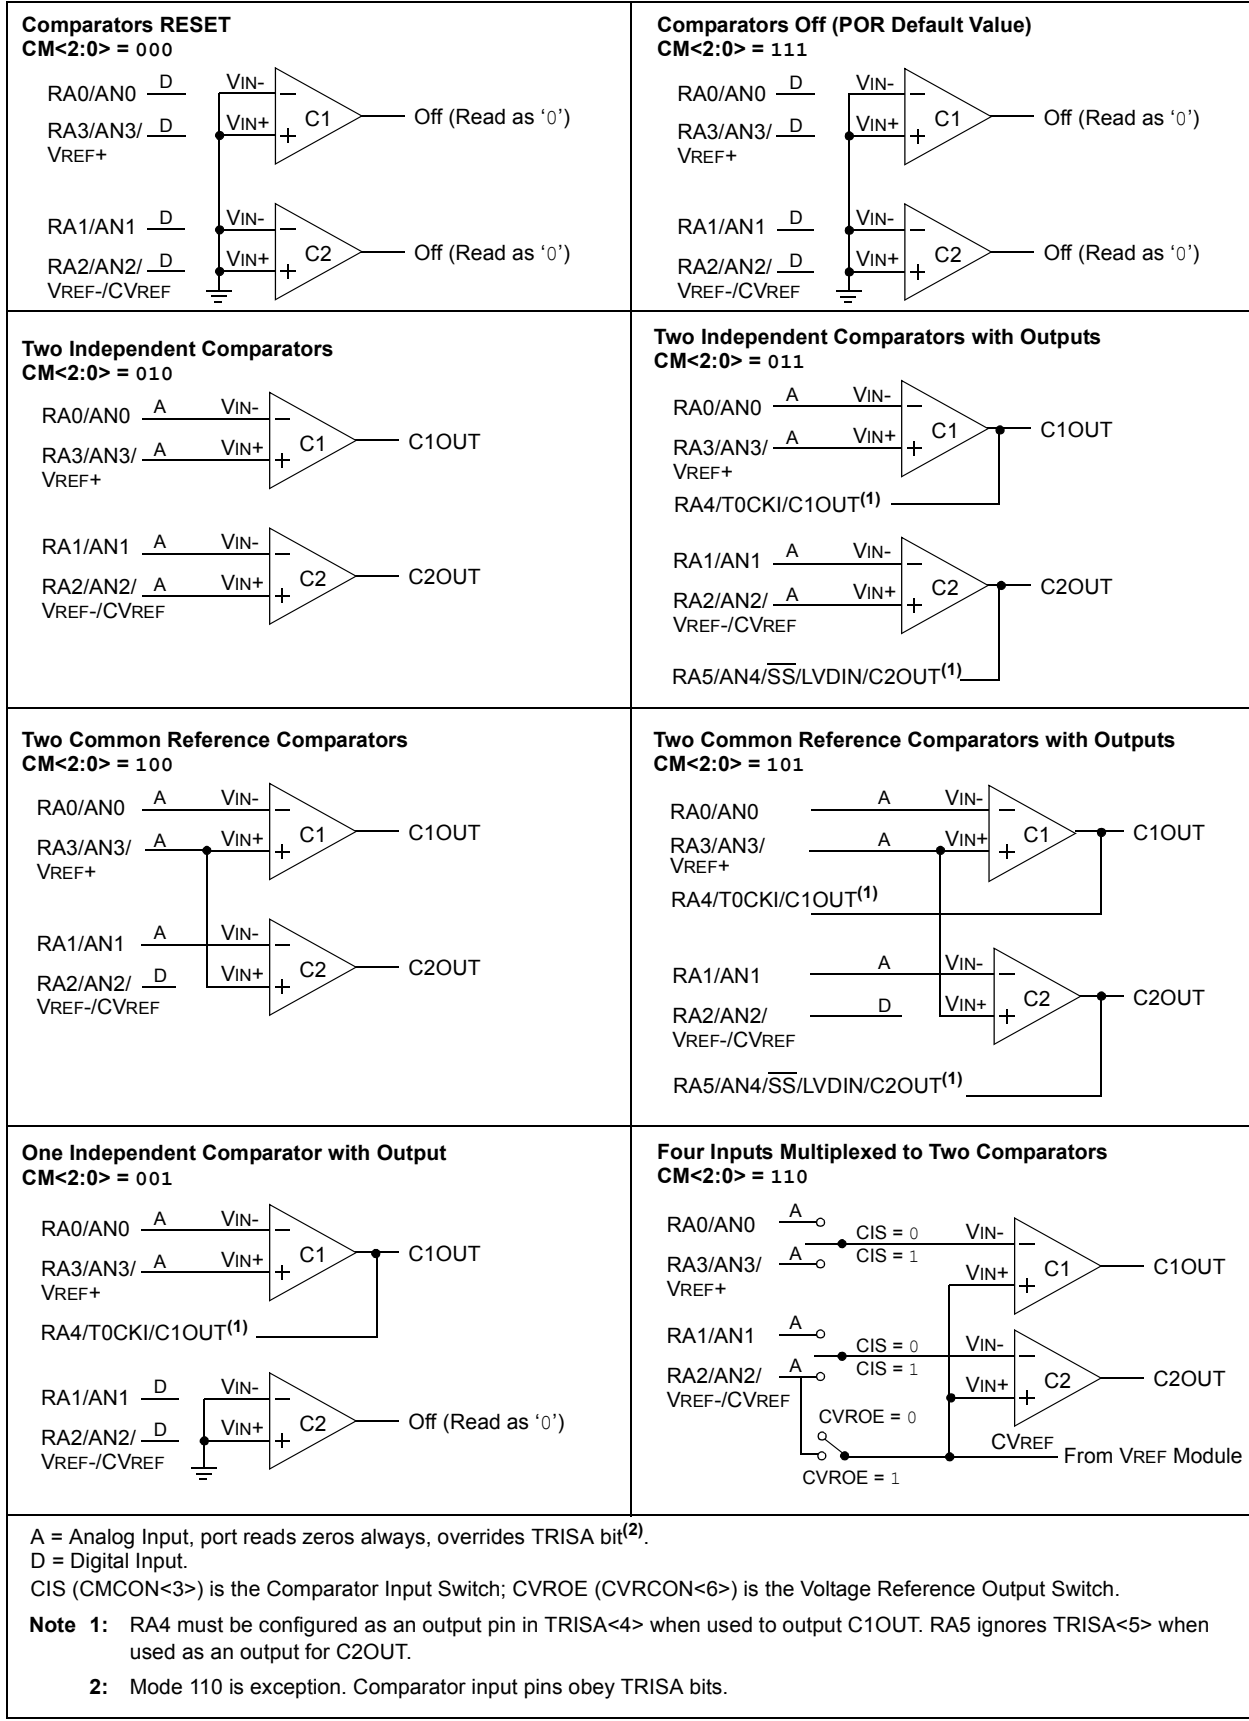 Comparators RESET
CM<2:0> = 000
RA0/AN0 D VIN-
RA3/AN3/ D VIN+ C1 Off (Read as ‘0’)
VREF+
RA1/AN1 D VIN-
RA2/AN2/ D VIN+ C2 Off (Read as ‘0’)
VREF-/CVREF
Comparators Off (POR Default Value)
CM<2:0> = 111
RA0/AN0 D VIN-
RA3/AN3/ D VIN+ C1 Off (Read as ‘0’)
VREF+
RA1/AN1 D VIN-
RA2/AN2/ D VIN+ C2 Off (Read as ‘0’)
VREF-/CVREF
Two Independent Comparators
CM<2:0> = 010
RA0/AN0 A VIN-
RA3/AN3/ A VIN+ C1 C1OUT
VREF+
RA1/AN1 A VIN-
RA2/AN2/ A VIN+ C2 C2OUT
VREF-/CVREF
Two Independent Comparators with Outputs
CM<2:0> = 011
RA0/AN0 A VIN-
RA3/AN3/ A VIN+ C1 C1OUT
VREF+
RA4/T0CKI/C1OUT(1)
RA1/AN1 A VIN-
RA2/AN2/ A VIN+ C2 C2OUT
VREF-/CVREF
RA5/AN4/SS/LVDIN/C2OUT(1)
Two Common Reference Comparators
CM<2:0> = 100
RA0/AN0 A VIN-
RA3/AN3/ A VIN+ C1 C1OUT
VREF+
RA1/AN1 A VIN-
RA2/AN2/ D VIN+ C2 C2OUT
VREF-/CVREF
Two Common Reference Comparators with Outputs
CM<2:0> = 101
RA0/AN0 A VIN-
RA3/AN3/ A VIN+ C1 C1OUT
VREF+
RA4/T0CKI/C1OUT(1)
RA1/AN1 A VIN-
RA2/AN2/ D VIN+ C2 C2OUT
VREF-/CVREF
RA5/AN4/SS/LVDIN/C2OUT(1)
One Independent Comparator with Output
CM<2:0> = 001
RA0/AN0 A VIN-
RA3/AN3/ A VIN+ C1 C1OUT
VREF+
RA4/T0CKI/C1OUT(1)
RA1/AN1 D VIN-
RA2/AN2/ D VIN+ C2 Off (Read as ‘0’)
VREF-/CVREF
Four Inputs Multiplexed to Two Comparators
CM<2:0> = 110
RA0/AN0 A CIS = 0 VIN-
RA3/AN3/ A CIS = 1 VIN+ C1 C1OUT
VREF+
RA1/AN1 A CIS = 0 VIN-
RA2/AN2/ A CIS = 1 VIN+ C2 C2OUT
VREF-/CVREF
CVROE = 0
CVREF From VREF Module
CVROE = 1
A = Analog Input, port reads zeros always, overrides TRISA bit(2).
D = Digital Input.
CIS (CMCON<3>) is the Comparator Input Switch; CVROE (CVRCON<6>) is the Voltage Reference Output Switch.
Note 1: RA4 must be configured as an output pin in TRISA<4> when used to output C1OUT. RA5 ignores TRISA<5> when
used as an output for C2OUT.
2: Mode 110 is exception. Comparator input pins obey TRISA bits.